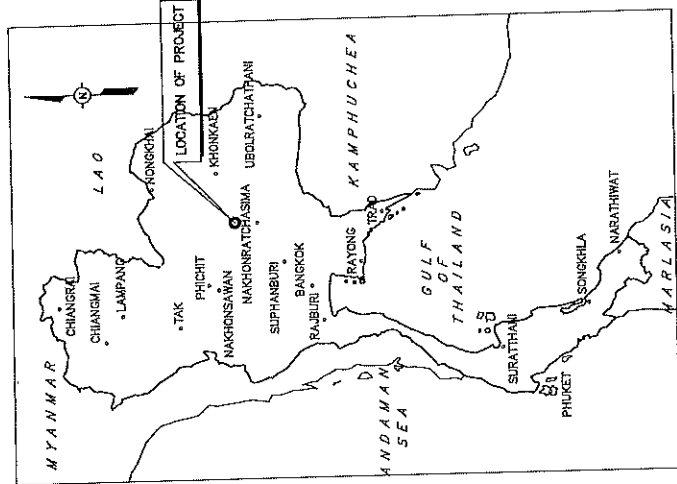 MYANMAR
CHIANGRAI
CHIANGMAI
LAMPANG
LAO
NONGKHAI
LOCATION OF PROJECT
TAK
PHICHIT
KHONKAEN
NAKHONSAWAN
NAKHONRATCHASIMA
UBOLRATCHATHANI
SUPHANBURI
BANGKOK
RAJBURI
RAYONG
TRAD
KAMPHUCHEA
GULF
OF
THAILAND
ANDAMAN
SEA
SURATTHANI
PHUKET
SONGKHLA
NARATHIWAT
MARLASIA
N